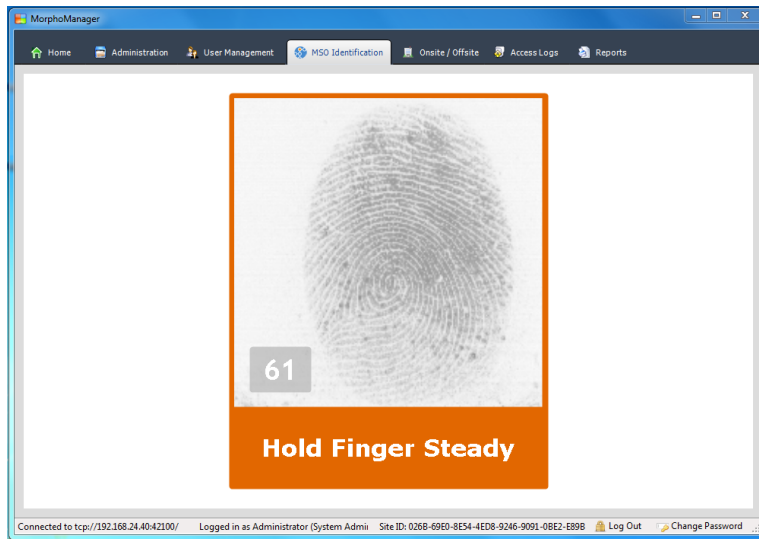 MorphoManager
Home Administration User Management MSO Identification Onsite / Offsite Access Logs Reports
61
Hold Finger Steady
Connected to tcp://192.168.24.40:42100/ Logged in as Administrator (System Admi Site ID: 026B-69E0-8E54-4ED8-9246-9091-0BE2-E89B Log Out Change Password